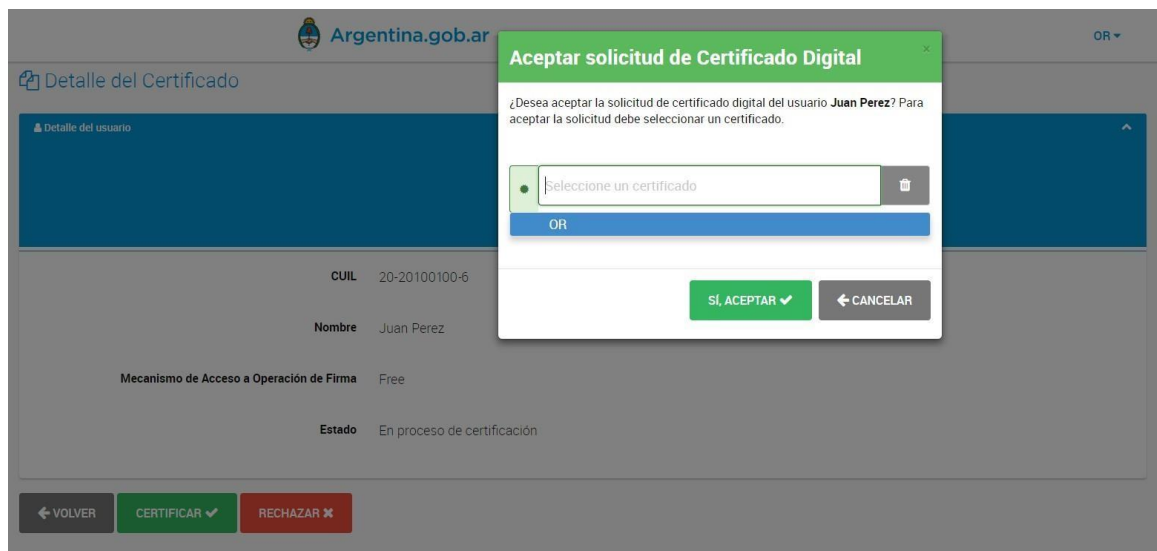 Argentina.gob.ar
OR
Detalle del Certificado
Detalle del usuario
Aceptar solicitud de Certificado Digital
×
¿Desea aceptar la solicitud de certificado digital del usuario Juan Perez? Para
aceptar la solicitud debe seleccionar un certificado.
Seleccione un certificado
OR
SÍ, ACEPTAR
CANCELAR
CUIL 20-20100100-6
Nombre Juan Perez
Mecanismo de Acceso a Operación de Firma Free
Estado En proceso de certificación
VOLVER
CERTIFICAR
RECHAZAR